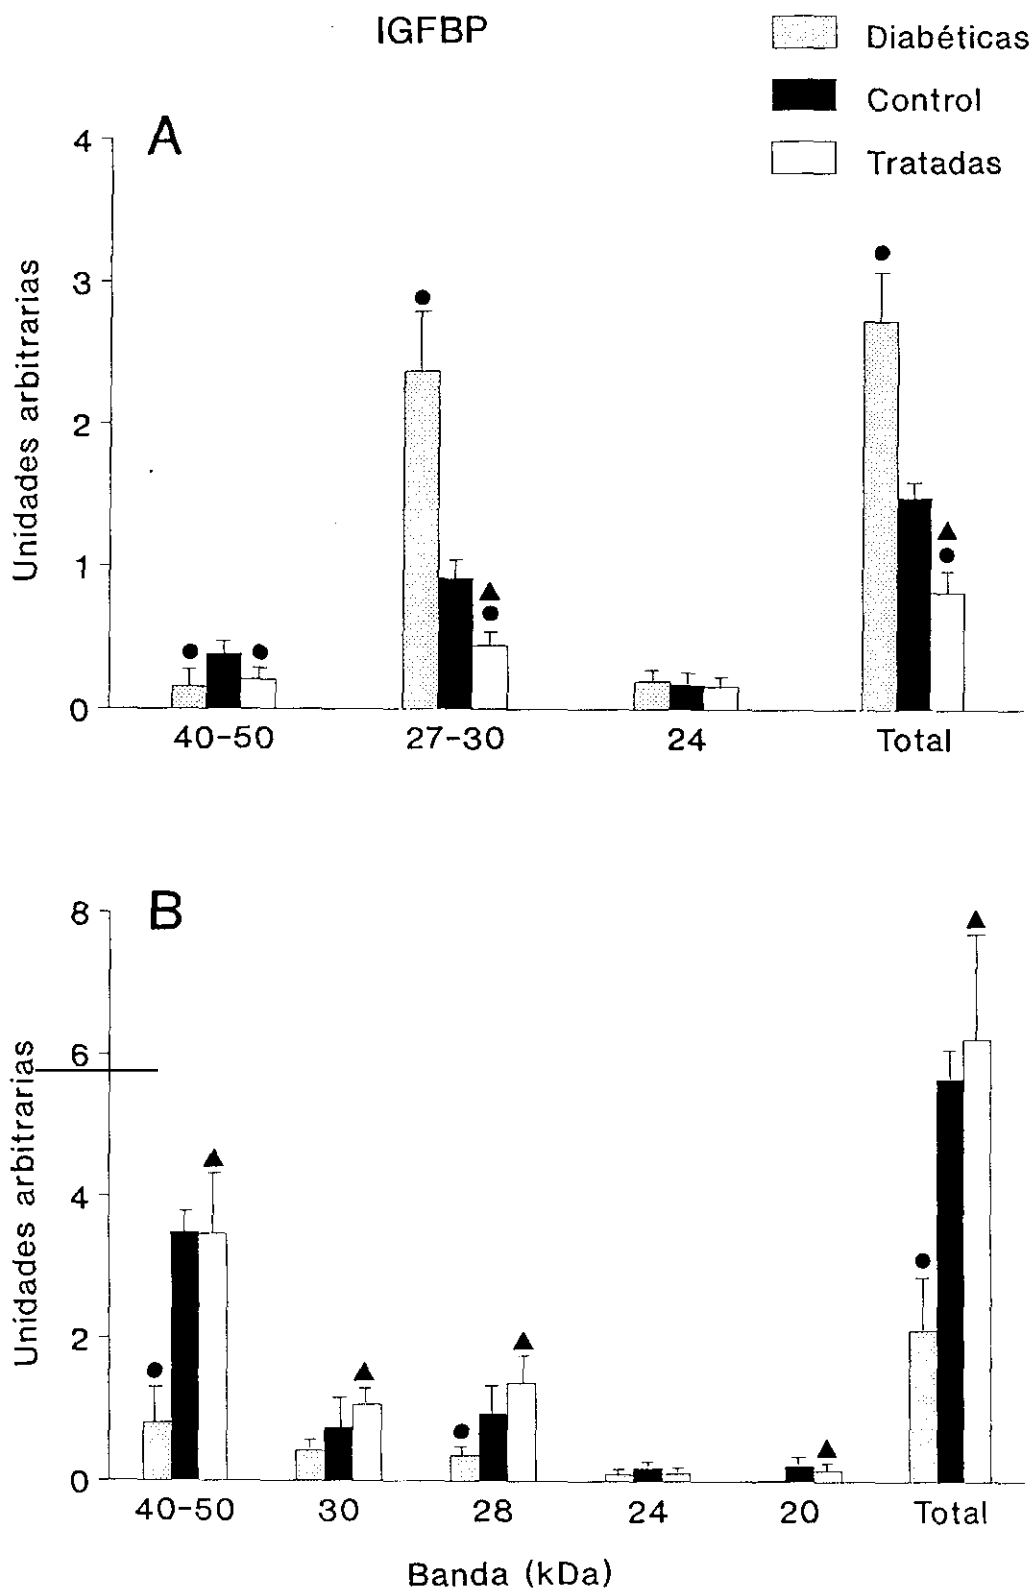 IGFBP
Diabéticas
Control
Tratadas
A
Unidades arbitrarias
4
3
2
1
0
40-50 27-30 24 Total
B
Unidades arbitrarias
8
6
4
2
0
40-50 30 28 24 20 Total
Banda (kDa)